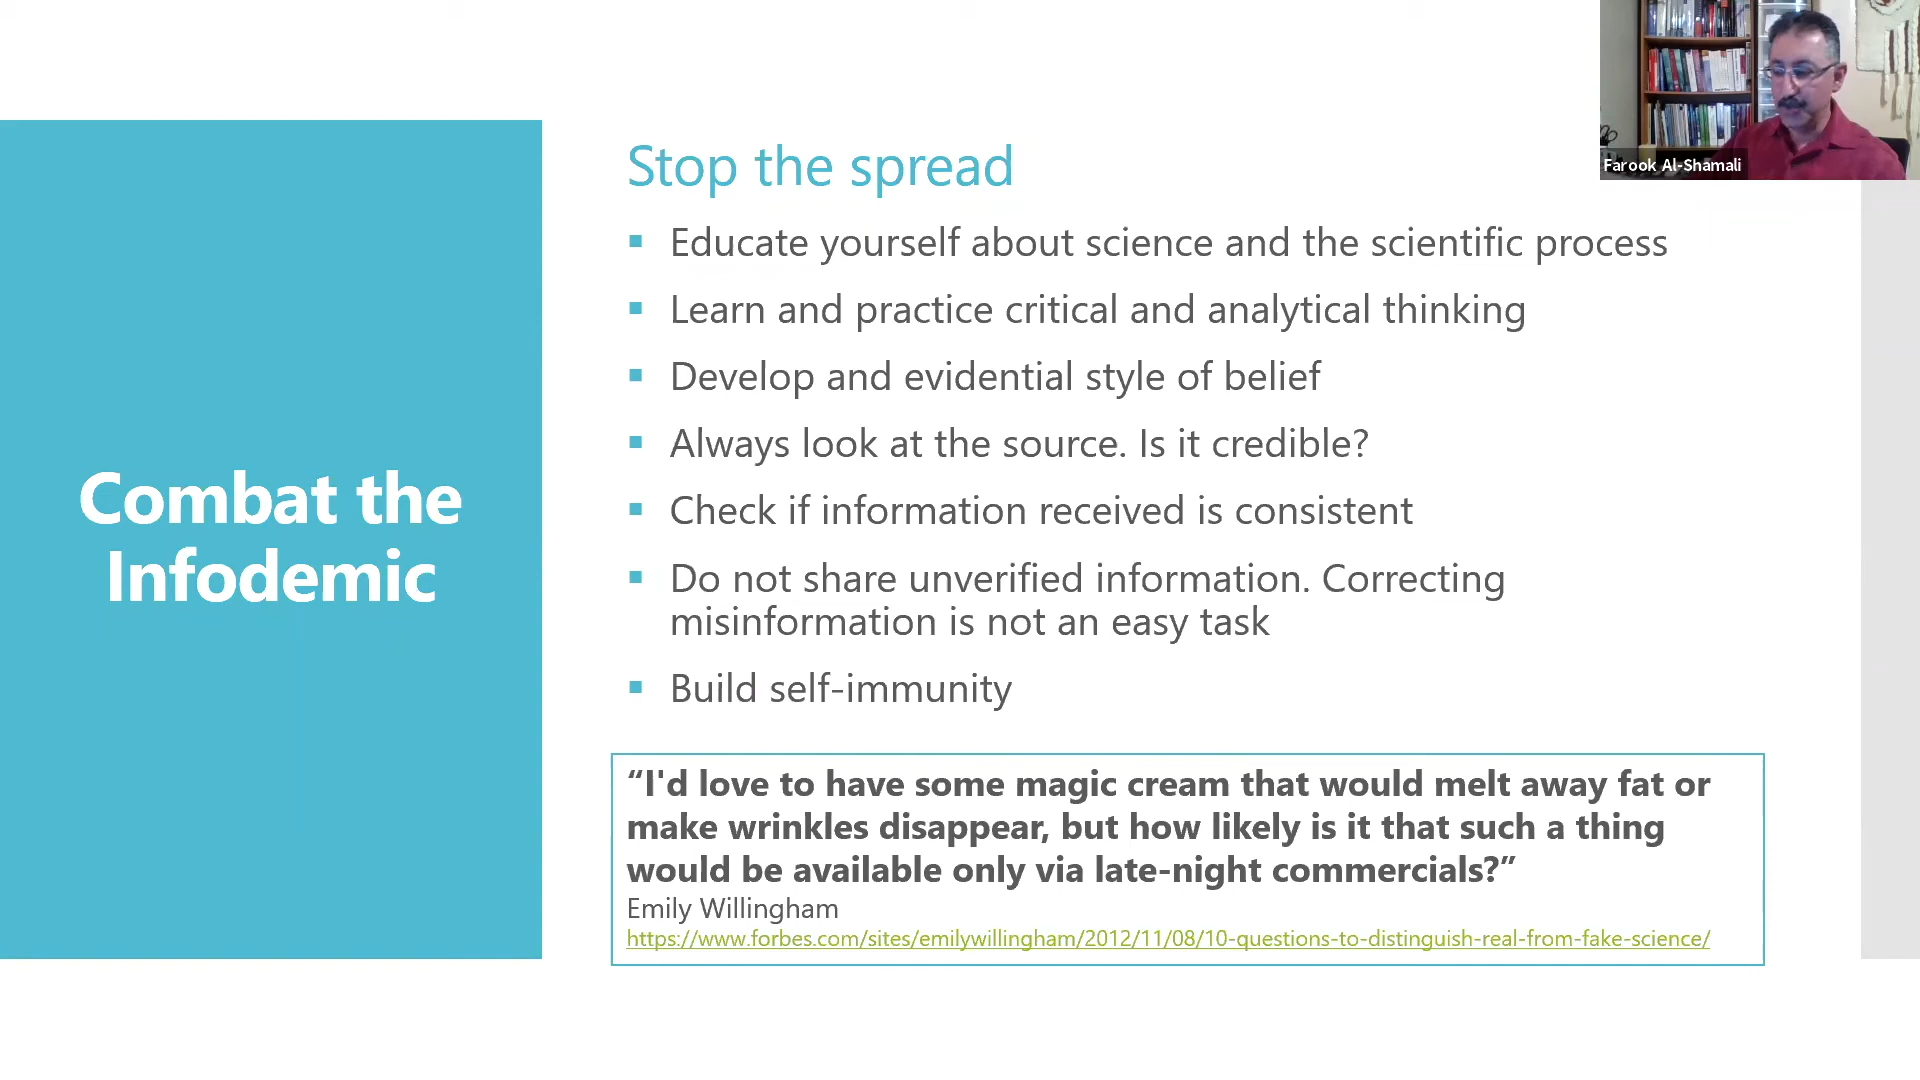 Combat the
Infodemic
Stop the spread
Educate yourself about science and the scientific process
Learn and practice critical and analytical thinking
Develop and evidential style of belief
Always look at the source. Is it credible?
Check if information received is consistent
Do not share unverified information. Correcting
misinformation is not an easy task
Build self-immunity
“I'd love to have some magic cream that would melt away fat or
make wrinkles disappear, but how likely is it that such a thing
would be available only via late-night commercials?”
Emily Willingham
https://www.forbes.com/sites/emilywillingham/2012/11/08/10-questions-to-distinguish-real-from-fake-science/
Farook Al-Shamali